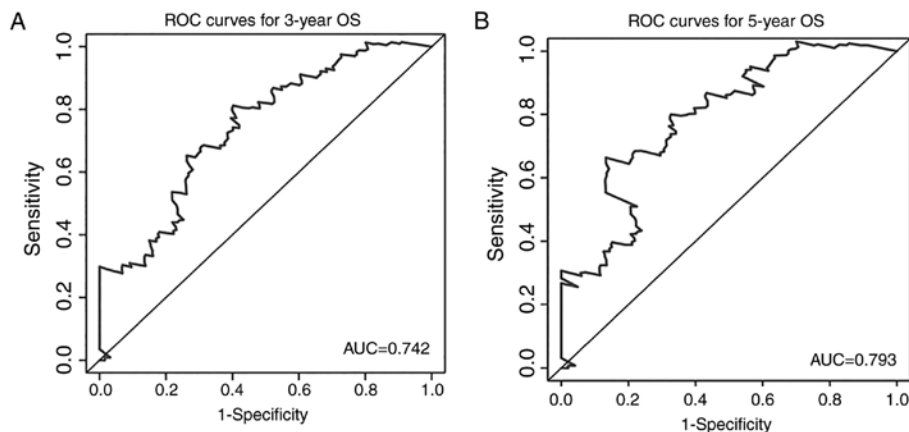 A
ROC curves for 3-year OS
Sensitivity
0.0 0.2 0.4 0.6 0.8 1.0
AUC=0.742
0.0 0.2 0.4 0.6 0.8 1.0
1-Specificity
B
ROC curves for 5-year OS
Sensitivity
0.0 0.2 0.4 0.6 0.8 1.0
AUC=0.793
0.0 0.2 0.4 0.6 0.8 1.0
1-Specificity